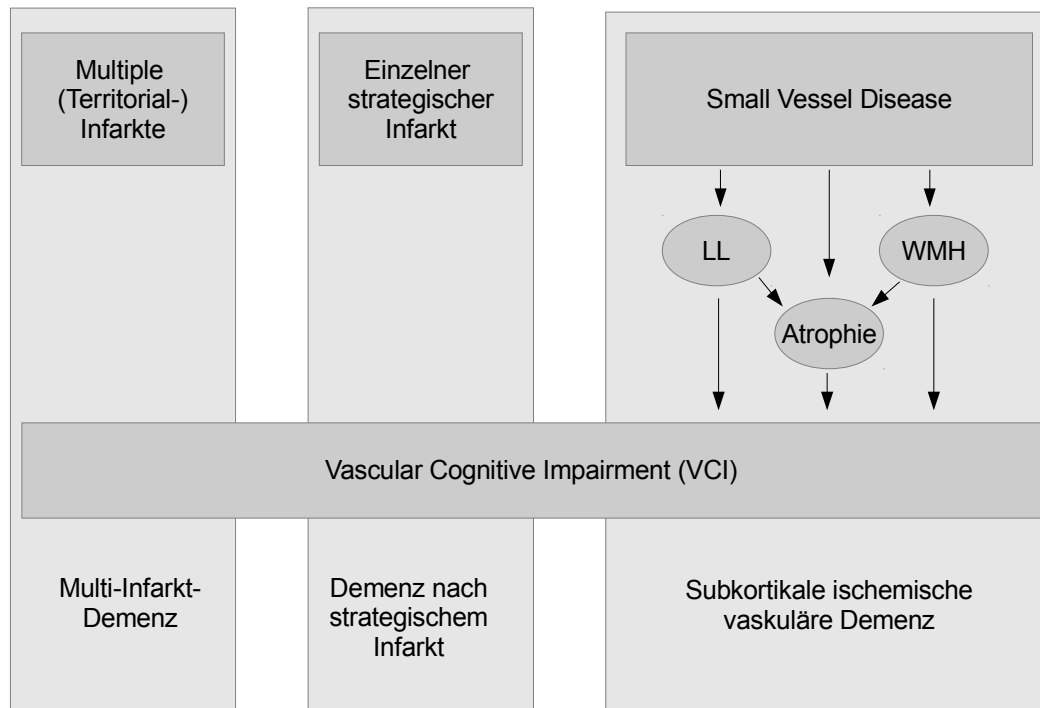 Multiple
(Territorial-)
Infarkte
Einzelner
strategischer
Infarkt
Small Vessel Disease
LL
WMH
Atrophie
Vascular Cognitive Impairment (VCI)
Multi-Infarkt-
Demenz
Demenz nach
strategischem
Infarkt
Subkortikale ischemische
vaskuläre Demenz